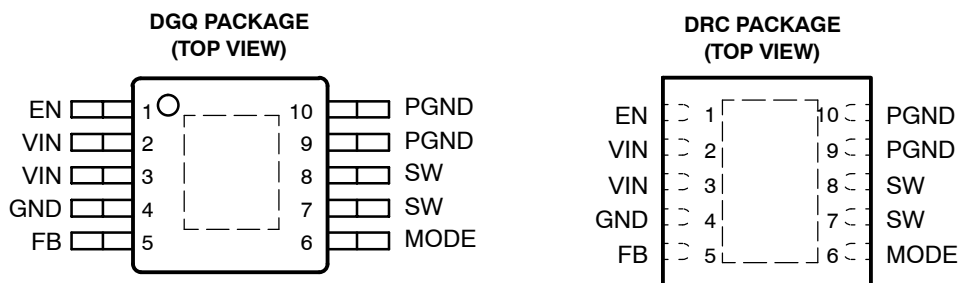 DGQ PACKAGE
(TOP VIEW)
EN 1 10 PGND
VIN 2 9 PGND
VIN 3 8 SW
GND 4 7 SW
FB 5 6 MODE
DRC PACKAGE
(TOP VIEW)
EN 1 10 PGND
VIN 2 9 PGND
VIN 3 8 SW
GND 4 7 SW
FB 5 6 MODE